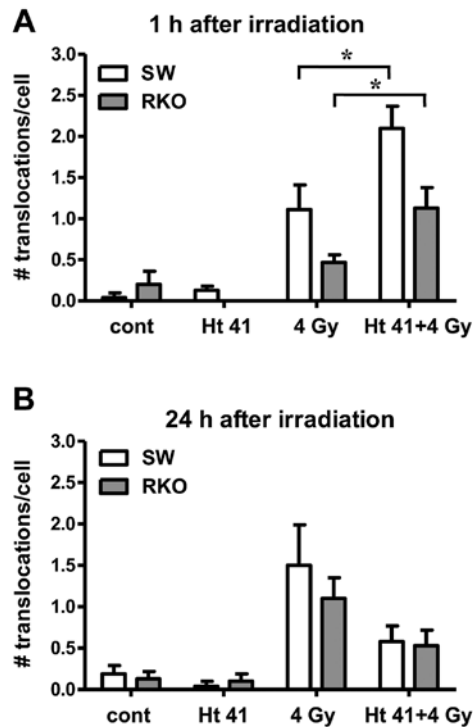 A
1 h after irradiation
# translocations/cell
3.0
2.5
2.0
1.5
1.0
0.5
0.0
SW
RKO
*
*
cont Ht 41 4 Gy Ht 41+4 Gy
B
24 h after irradiation
# translocations/cell
3.0
2.5
2.0
1.5
1.0
0.5
0.0
SW
RKO
cont Ht 41 4 Gy Ht 41+4 Gy